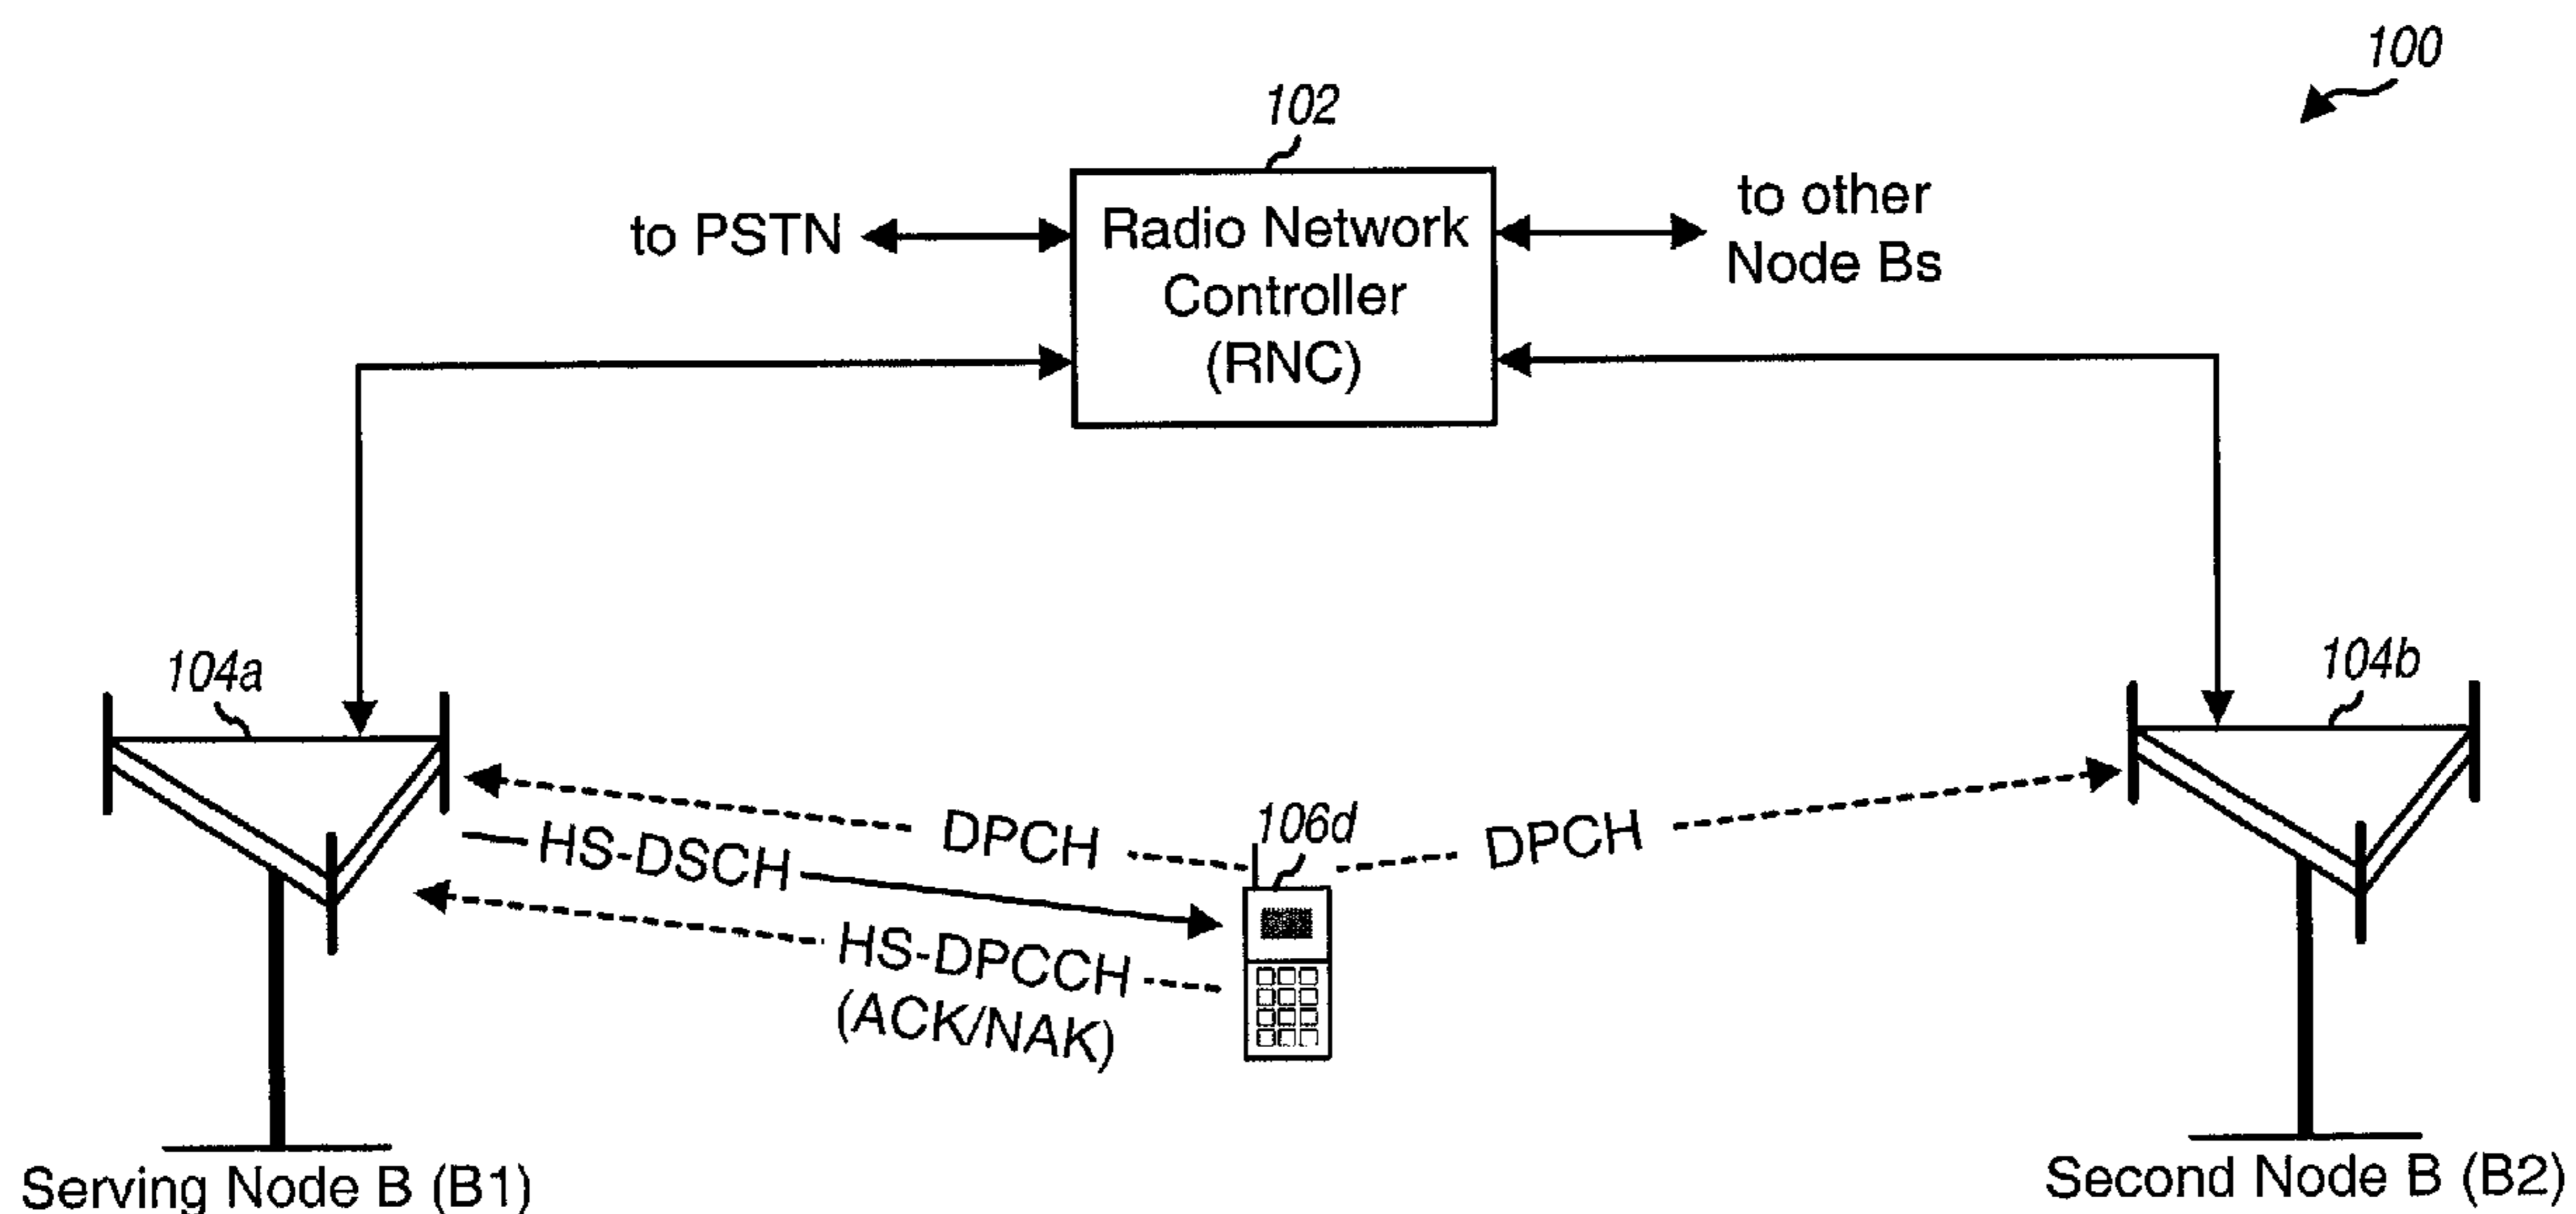 100
102
to PSTN
Radio Network
Controller
(RNC)
to other
Node Bs
104a
104b
106d
DPCH
DPCH
HS-DSCH
HS-DPCCH
(ACK/NAK)
Serving Node B (B1)
Second Node B (B2)